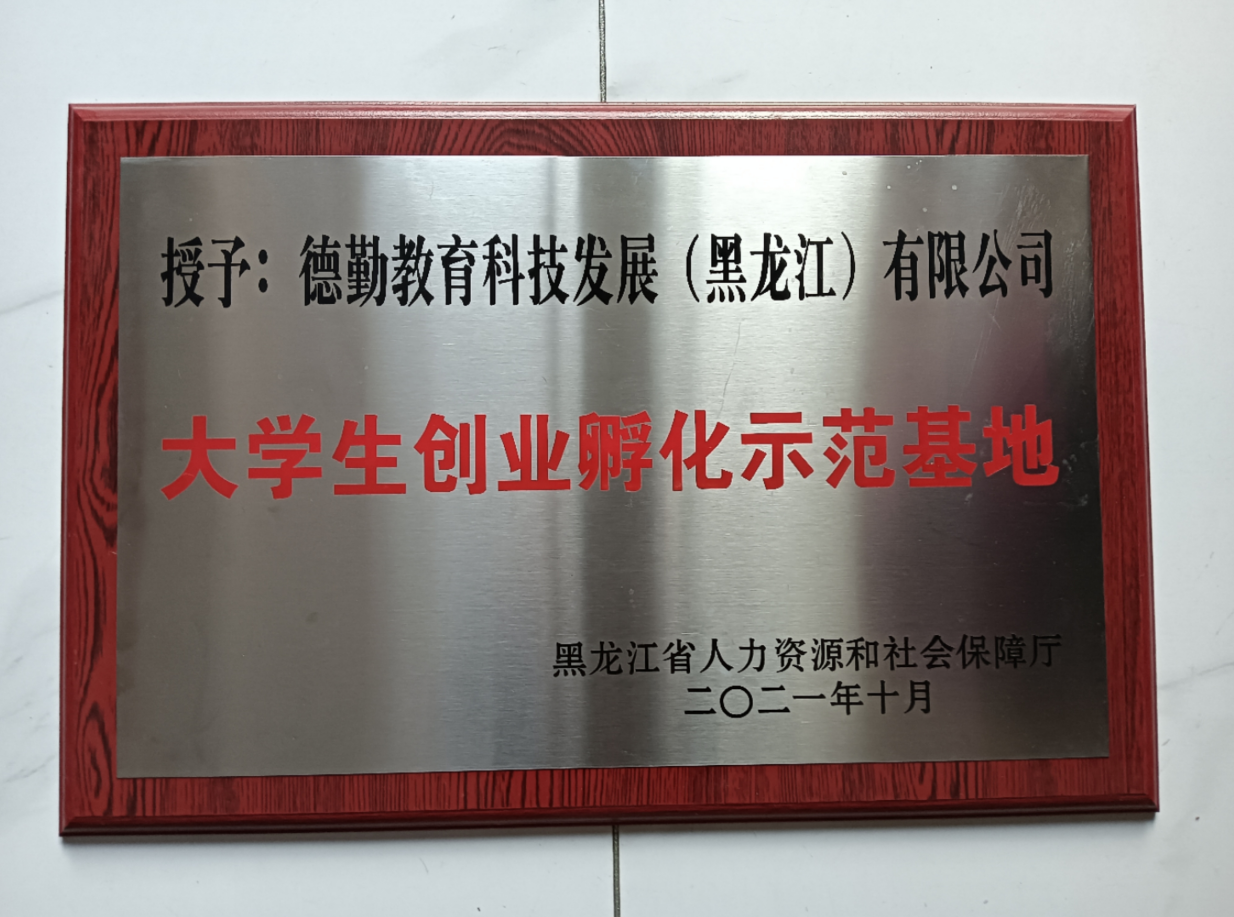 授予：德勤教育科技发展（黑龙江）有限公司
大学生创业孵化示范基地
黑龙江省人力资源和社会保障厅
二〇二一年十月